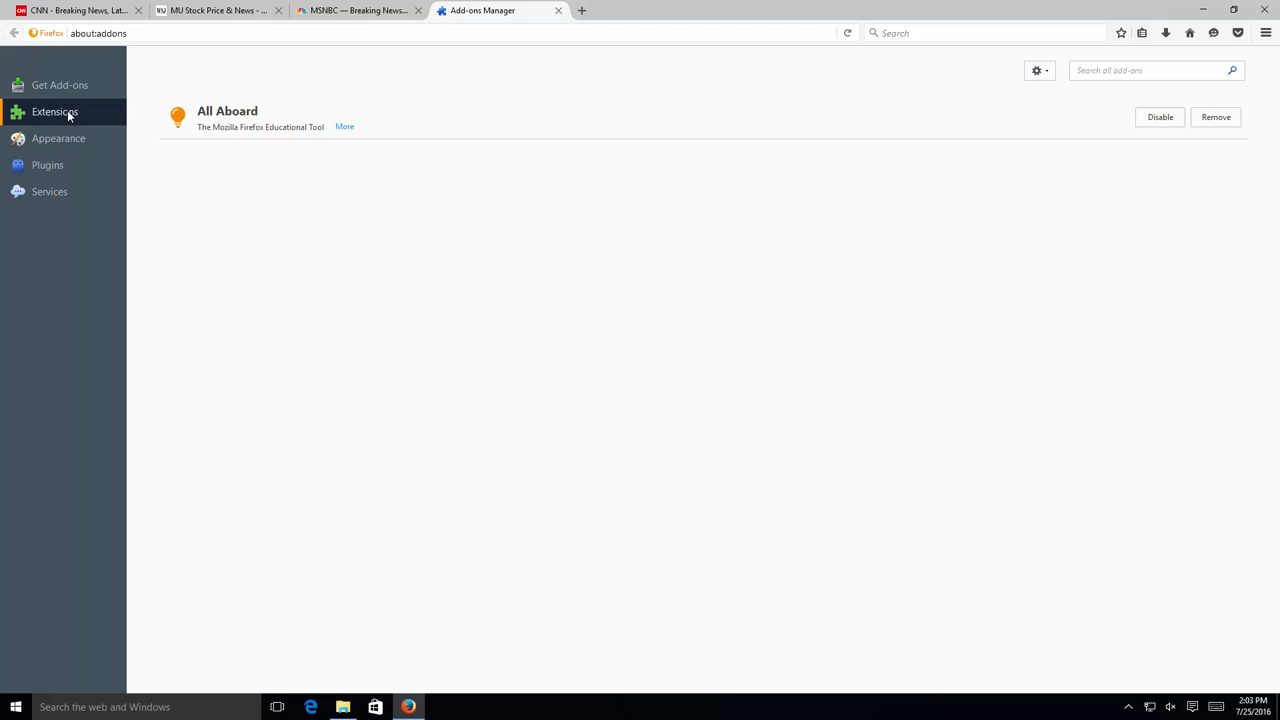 CNN - Breaking News, Lat...
MU Stock Price & News - ...
MSNBC — Breaking News...
Add-ons Manager
Firefox
about:addons
Search
Get Add-ons
Extensions
Appearance
Plugins
Services
Search all add-ons
All Aboard
The Mozilla Firefox Educational Tool More
Disable
Remove
Search the web and Windows
2:03 PM
7/25/2016